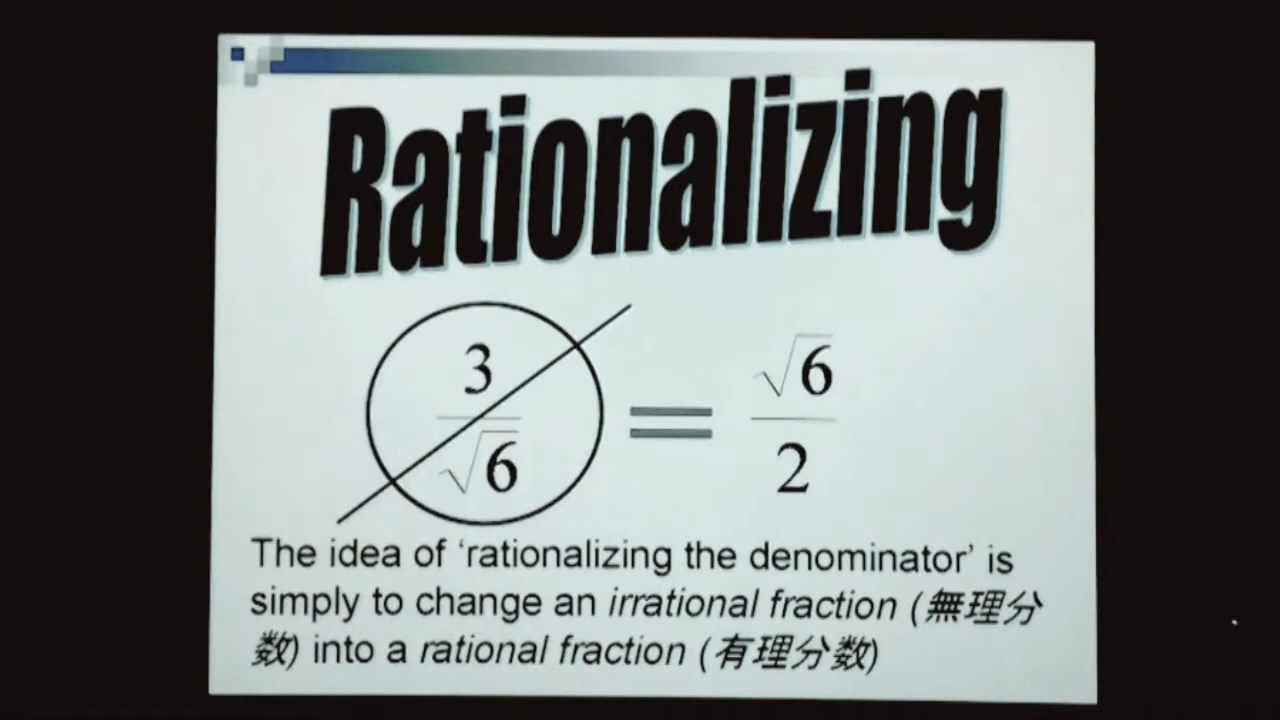 Rationalizing
3/√6 = √6/2
The idea of ‘rationalizing the denominator’ is
simply to change an irrational fraction (無理分
数) into a rational fraction (有理分数)